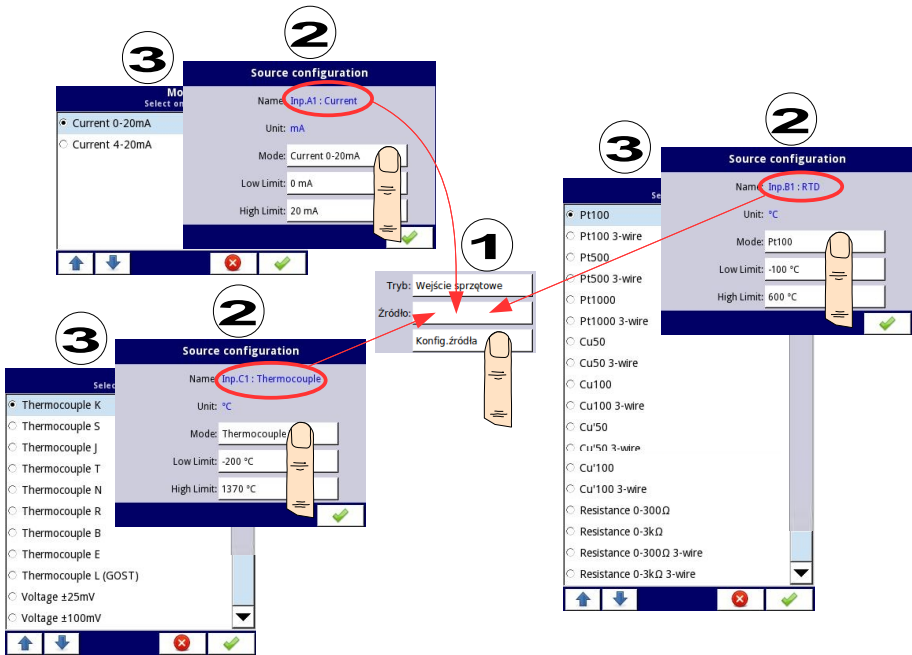 3
Mo
Select on
Current 0-20mA
Current 4-20mA
2
Source configuration
Name: Inp.A1 : Current
Unit: mA
Mode: Current 0-20mA
Low Limit: 0 mA
High Limit: 20 mA
1
Tryb: Wejście sprzętowe
Źródło:
Konfig.źródła
3
Se
Pt100
Pt100 3-wire
Pt500
Pt500 3-wire
Pt1000
Pt1000 3-wire
Cu50
Cu50 3-wire
Cu100
Cu100 3-wire
Cu'50
Cu'50 3-wire
Cu'100
Cu'100 3-wire
Resistance 0-300Ω
Resistance 0-3kΩ
Resistance 0-300Ω 3-wire
Resistance 0-3kΩ 3-wire
2
Source configuration
Name: Inp.B1 : RTD
Unit: °C
Mode: Pt100
Low Limit: -100 °C
High Limit: 600 °C
3
Selec
Thermocouple K
Thermocouple S
Thermocouple J
Thermocouple T
Thermocouple N
Thermocouple R
Thermocouple B
Thermocouple E
Thermocouple L (GOST)
Voltage ±25mV
Voltage ±100mV
2
Source configuration
Name: Inp.C1 : Thermocouple
Unit: °C
Mode: Thermocouple
Low Limit: -200 °C
High Limit: 1370 °C